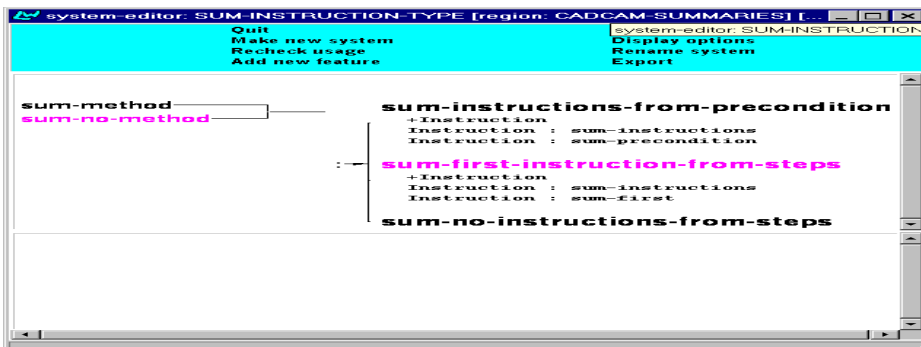 system-editor: SUM-INSTRUCTION-TYPE [region: CADCAM-SUMMARIES] [...
Quit
system-editor: SUM-INSTRUCTION
Make new system
Display options
Recheck usage
Rename system
Add new feature
Export
sum-method
sum-no-method
sum-instructions-from-precondition
+Instruction
Instruction : sum-instructions
Instruction : sum-precondition
:
sum-first-instruction-from-steps
+Instruction
Instruction : sum-instructions
Instruction : sum-first
sum-no-instructions-from-steps